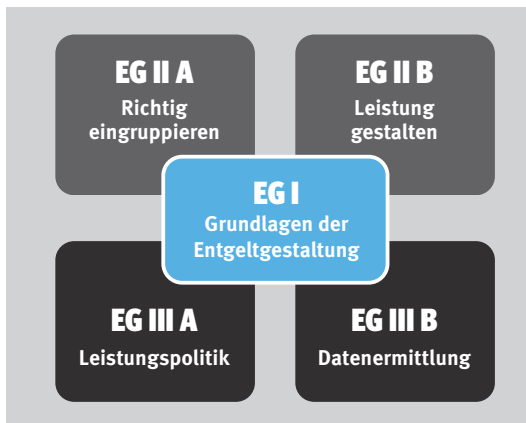 EG II A
Richtig
eingruppieren
EG II B
Leistung
gestalten
EG I
Grundlagen der
Entgeltgestaltung
EG III A
Leistungspolitik
EG III B
Datenermittlung